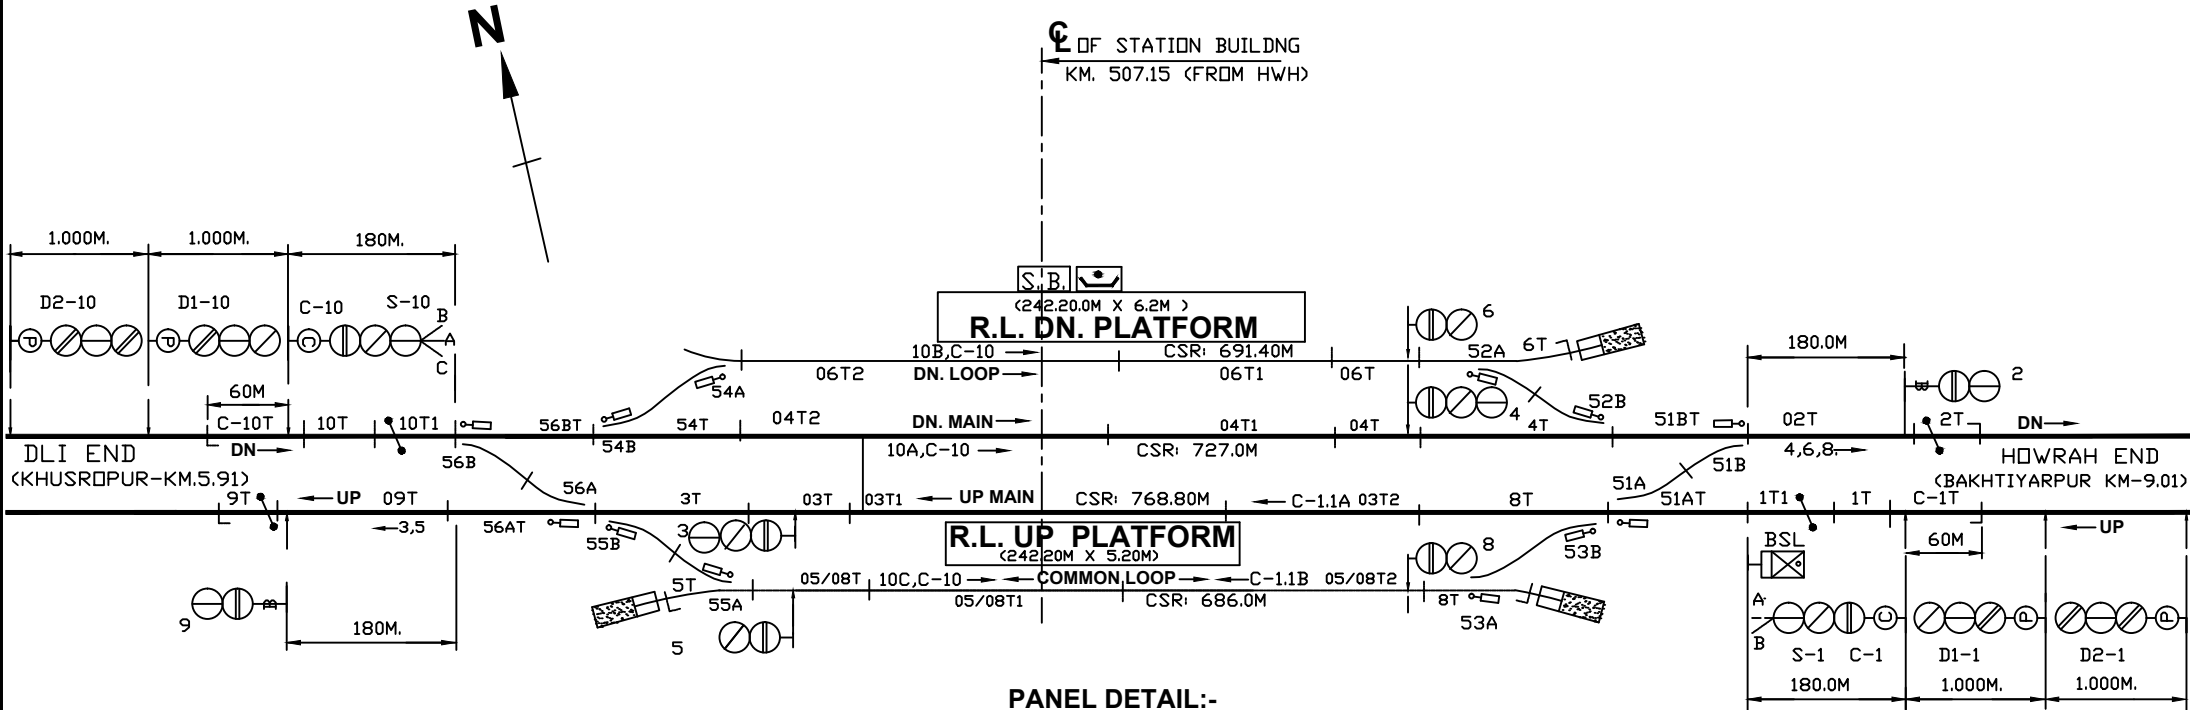 N
℄ OF STATION BUILDNG
KM. 507.15 (FROM HWH)
1.000M.
1.000M.
180M.
D2-10
D1-10
C-10
S-10
B
A
C
P
P
C
60M
C-10T
10T
10T1
DN
DLI END
(KHUSROPUR-KM.5.91)
S.B.
(242.20.0M X 6.2M )
R.L. DN. PLATFORM
10B,C-10
CSR: 691.40M
06T2
DN. LOOP
06T1
06T
6
52A
6T
54A
54B
56BT
54T
04T2
DN. MAIN
04T1
04T
4
4T
52B
51BT
180.0M
02T
B
2
2T
DN
56B
56A
10A,C-10
CSR: 727.0M
4,6,8.
51B
51A
HOWRAH END
(BAKHTIYARPUR KM-9.01)
9T
UP
09T
3T
03T
03T1
UP MAIN
CSR: 768.80M
C-1.1A
03T2
8T
51AT
1T1
1T
C-1T
3,5
56AT
55B
3
R.L. UP PLATFORM
(242.20M X 5.20M)
8
53B
BSL
60M
UP
5T
55A
05/08T
10C,C-10
COMMON LOOP
C-1.1B
05/08T2
05/08T1
CSR: 686.0M
8T
53A
9
B
180M.
5
A
B
C
P
P
S-1
C-1
D1-1
D2-1
180.0M
1.000M.
1.000M.
PANEL DETAIL:-